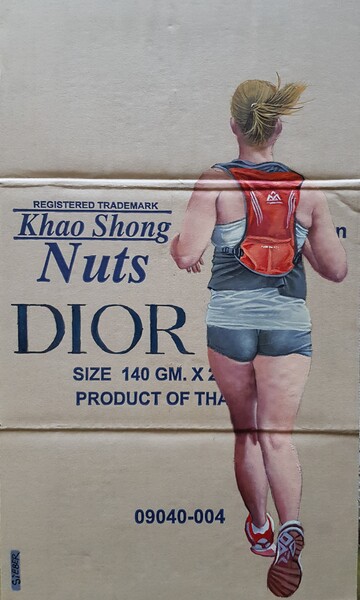 REGISTERED TRADEMARK
Khao Shong
Nuts
n
DIOR
SIZE 140 GM. X 2
PRODUCT OF THA
09040-004